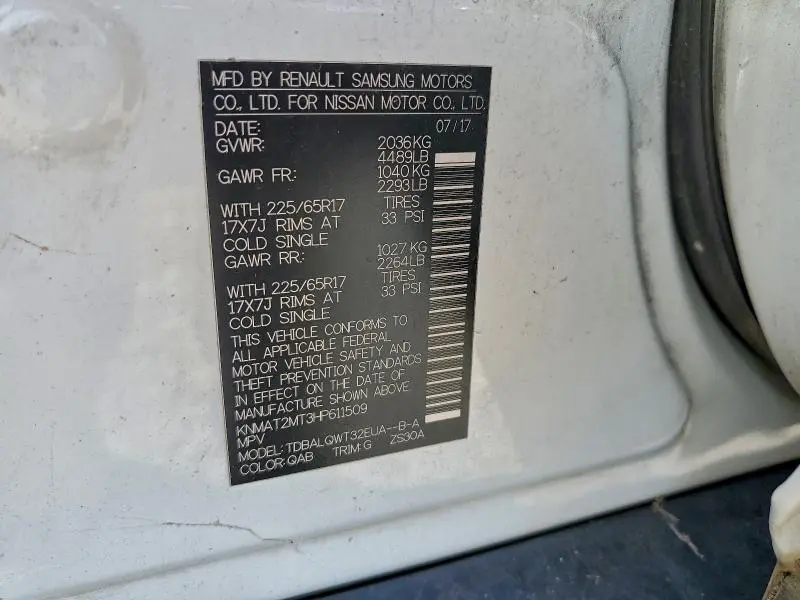 MFD BY RENAULT SAMSUNG MOTORS
CO., LTD. FOR NISSAN MOTOR CO., LTD.
DATE: 07/17
GVWR: 2036KG
4489LB
GAWR FR: 1040KG
2293LB
WITH 225/65R17 TIRES
17X7J RIMS AT 33 PSI
COLD SINGLE
GAWR RR: 1027KG
2264LB
WITH 225/65R17 TIRES
17X7J RIMS AT 33 PSI
COLD SINGLE
THIS VEHICLE CONFORMS TO
ALL APPLICABLE FEDERAL
MOTOR VEHICLE SAFETY AND
THEFT PREVENTION STANDARDS
IN EFFECT ON THE DATE OF
MANUFACTURE SHOWN ABOVE.
KNMAT2MT3HP611509
MPV
MODEL: TDBALQWT32EUA--B-A
COLOR: QAB TRIM: G ZS30A